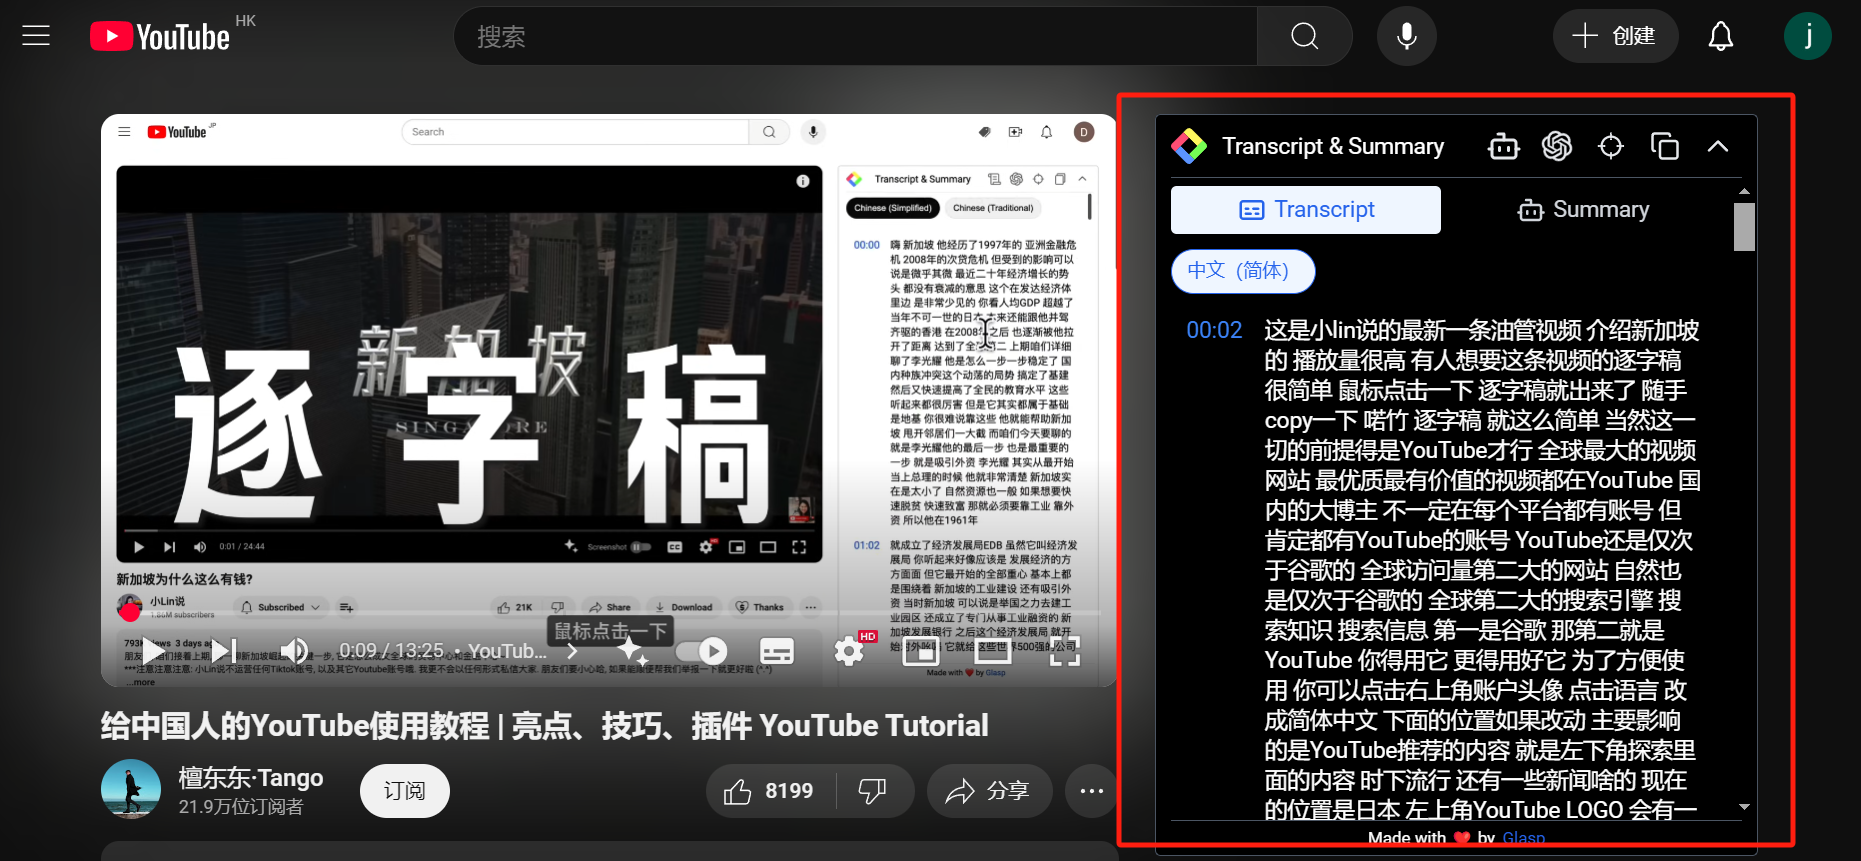 YouTube HK
搜索
创建
j
YouTube JP
Search
D
新加坡
SINGAPORE
逐字稿
0:01 / 24:44
Screenshot
Transcript & Summary
Chinese (Simplified)
Chinese (Traditional)
00:00
嗨 新加坡 他经历了1997年的 亚洲金融危
机 2008年的次贷危机 但受到的影响可以
说是微乎其微 最近二十年经济增长的势
头 都没有衰减的意思 这个在发达经济体
里边 是非常少见的 你看人均GDP 超越了
当年不可一世的日本 本来还能跟他并驾
齐驱的香港 在2008年之后 也逐渐被他拉
开了距离 达到了全 二 上期咱们详细
聊了李光耀 他是怎么一步一步稳定了 国
内种族冲突这个动荡的局势 搞定了基建
然后又快速提高了全民的教育水平 这些
听起来都很厉害 但是它其实都属于基础
是地基 你很难说靠这些 他就能帮助新加
坡 甩开邻居们一大截 而咱们今天要聊的
就是李光耀他的最后一步 也是最重要的
一步 就是吸引外资 李光耀 其实从最开始
当上总理的时候 他就非常清楚 新加坡实
在是太小了 自然资源也一般 如果想要快
速脱贫 快速致富 那就必须要靠工业 靠外
资 所以他在1961年
01:02
就成立了经济发展局EDB 虽然它叫经济发
展局 你听起来好像应该是 发展经济的方
方面面 但它最开始的全部重心 基本上都
是围绕着 新加坡的工业建设 还有吸引外
资 当时新加坡 可以说是举国之力去建工
业园区 还成立了专门从事工业融资的 新
加坡发展银行 之后这个经济发展局 就开
始对外 它就给 这些世界500强的公司
Made with ❤ by Glasp
新加坡为什么这么有钱?
小Lin说
1.86M subscribers
Subscribed
21K
Share
Download
Thanks
3 days
...more
鼠标点击一下
0:09 / 13:25 • YouTub...
HD
给中国人的YouTube使用教程 | 亮点、技巧、插件 YouTube Tutorial
檀东东·Tango
21.9万位订阅者
订阅
8199
分享
Transcript & Summary
Transcript
Summary
中文（简体）
00:02
这是小lin说的最新一条油管视频 介绍新加坡
的 播放量很高 有人想要这条视频的逐字稿
很简单 鼠标点击一下 逐字稿就出来了 随手
copy一下 喏竹 逐字稿 就这么简单 当然这一
切的前提得是YouTube才行 全球最大的视频
网站 最优质最有价值的视频都在YouTube 国
内的大博主 不一定在每个平台都有账号 但
肯定都有YouTube的账号 YouTube还是仅次
于谷歌的 全球访问量第二大的网站 自然也
是仅次于谷歌的 全球第二大的搜索引擎 搜
索知识 搜索信息 第一是谷歌 那第二就是
YouTube 你得用它 更得用好它 为了方便使
用 你可以点击右上角账户头像 点击语言 改
成简体中文 下面的位置如果改动 主要影响
的是YouTube推荐的内容 就是左下角探索里
面的内容 时下流行 还有一些新闻啥的 现在
的位置是日本 左上角YouTube LOGO 会有一
Made with ❤ by Glasp